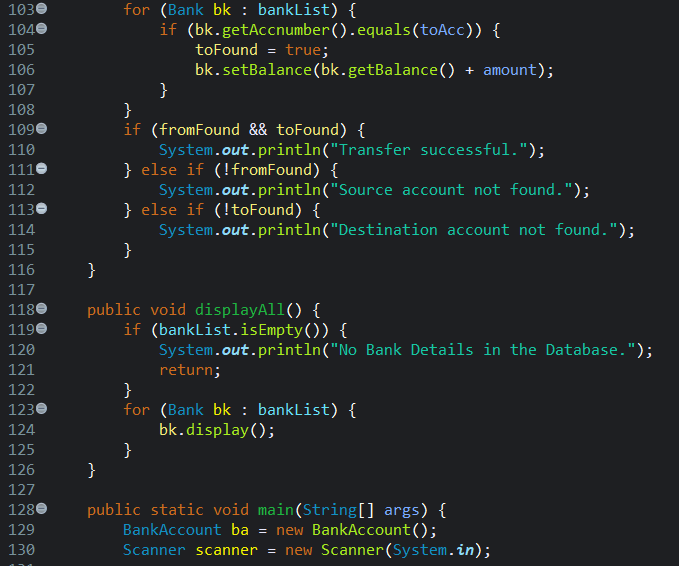 103 for (Bank bk : bankList) {
104 if (bk.getAccnumber().equals(toAcc)) {
105 toFound = true;
106 bk.setBalance(bk.getBalance() + amount);
107 }
108 }
109 if (fromFound && toFound) {
110 System.out.println("Transfer successful.");
111 } else if (!fromFound) {
112 System.out.println("Source account not found.");
113 } else if (!toFound) {
114 System.out.println("Destination account not found.");
115 }
116 }
117
118 public void displayAll() {
119 if (bankList.isEmpty()) {
120 System.out.println("No Bank Details in the Database.");
121 return;
122 }
123 for (Bank bk : bankList) {
124 bk.display();
125 }
126 }
127
128 public static void main(String[] args) {
129 BankAccount ba = new BankAccount();
130 Scanner scanner = new Scanner(System.in);